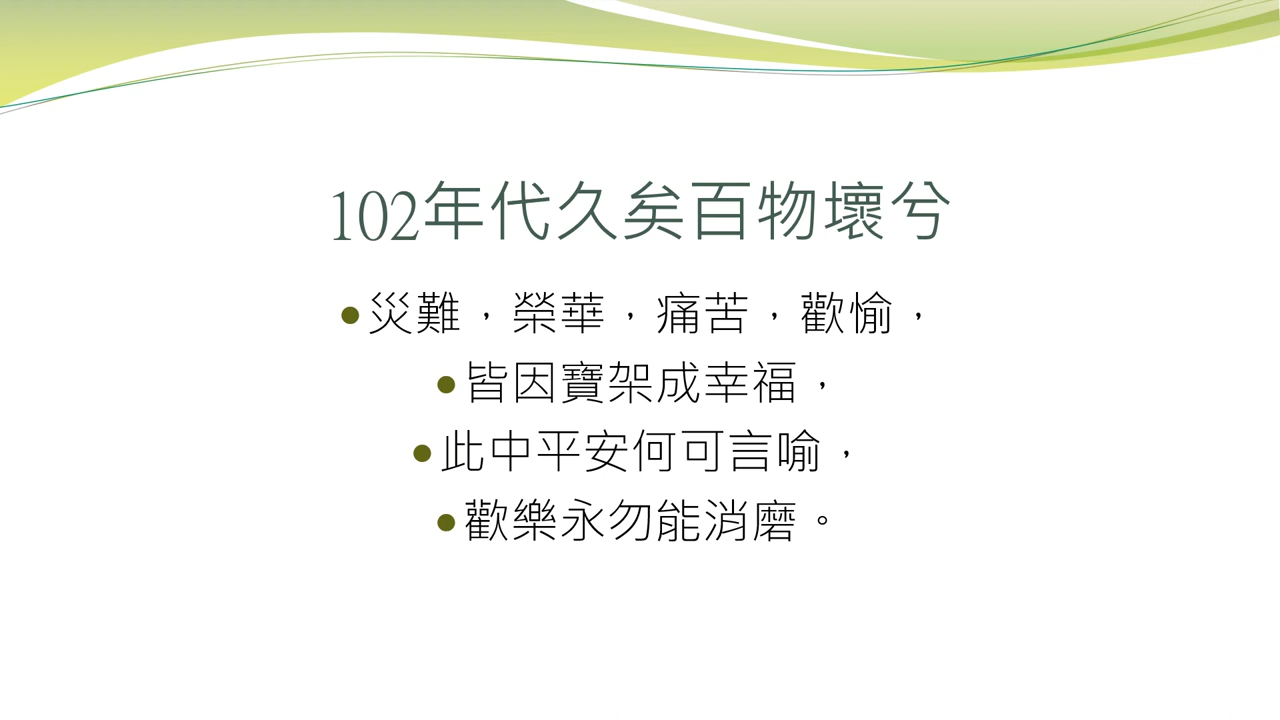 102年代久矣百物壞兮
•災難，榮華，痛苦，歡愉，
•皆因寶架成幸福，
•此中平安何可言喻，
•歡樂永勿能消磨。